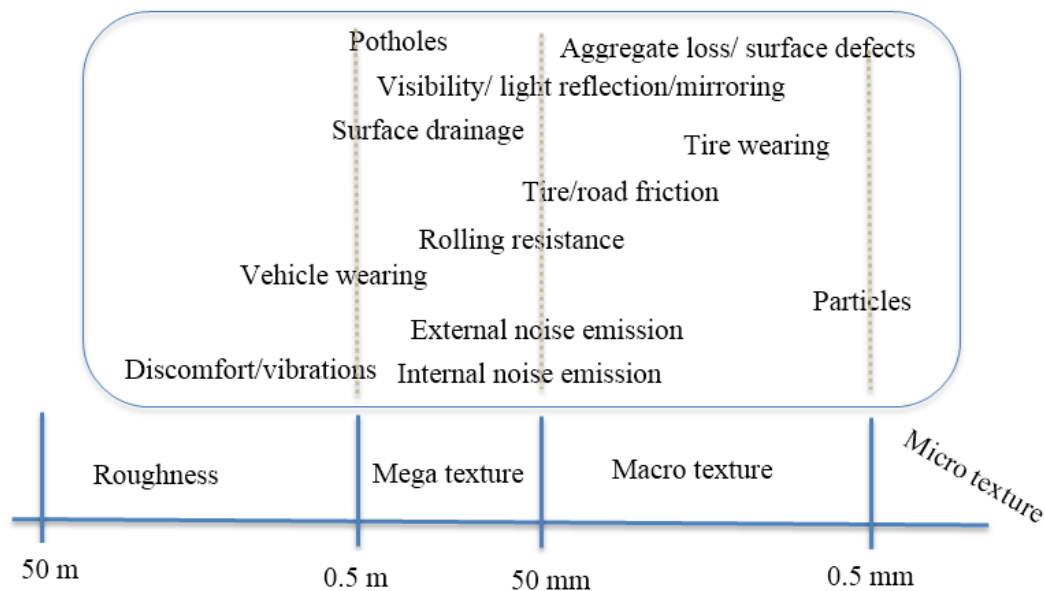 Potholes
Aggregate loss/ surface defects
Visibility/ light reflection/mirroring
Surface drainage
Tire wearing
Tire/road friction
Rolling resistance
Vehicle wearing
Particles
External noise emission
Discomfort/vibrations
Internal noise emission
Roughness
Mega texture
Macro texture
Micro texture
50 m
0.5 m
50 mm
0.5 mm